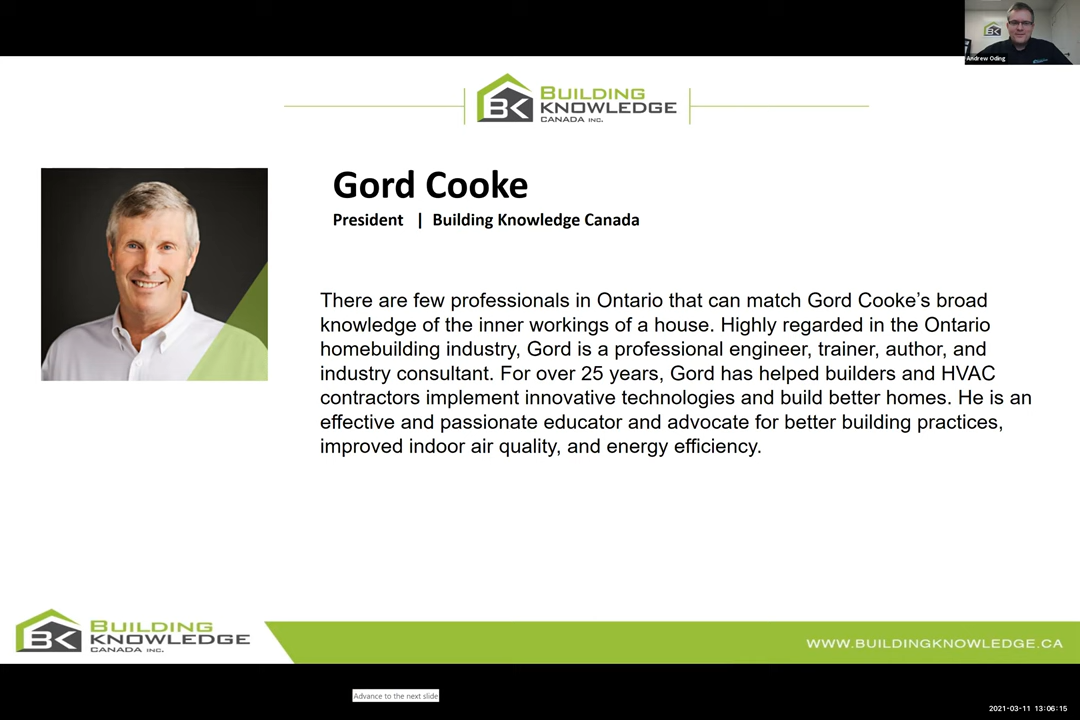 BK
Andrew Oding
BK
BUILDING
KNOWLEDGE
CANADA INC.
Gord Cooke
President | Building Knowledge Canada
There are few professionals in Ontario that can match Gord Cooke’s broad
knowledge of the inner workings of a house. Highly regarded in the Ontario
homebuilding industry, Gord is a professional engineer, trainer, author, and
industry consultant. For over 25 years, Gord has helped builders and HVAC
contractors implement innovative technologies and build better homes. He is an
effective and passionate educator and advocate for better building practices,
improved indoor air quality, and energy efficiency.
BK
BUILDING
KNOWLEDGE
CANADA INC.
WWW.BUILDINGKNOWLEDGE.CA
Advance to the next slide
2021-03-11 13:06:15